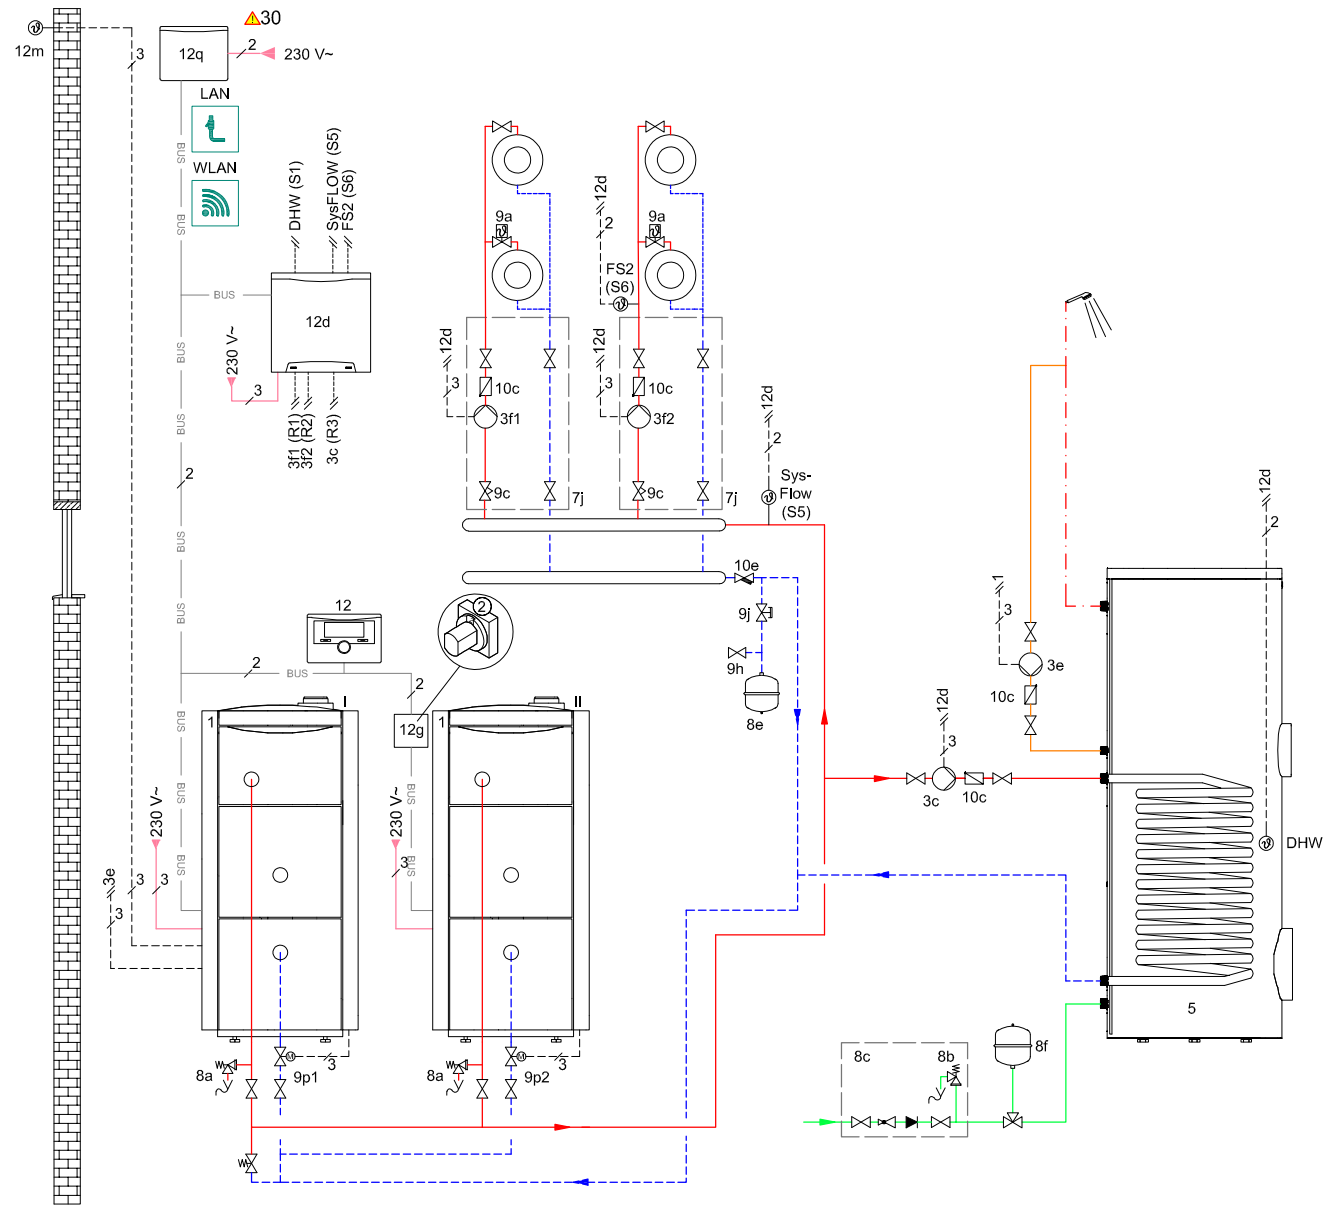 30
12m
3
12q
2
230 V~
LAN
BUS
WLAN
BUS
DHW (S1)
SysFLOW (S5)
FS2 (S6)
BUS
12d
230 V~
3
BUS
3f1 (R1)
3f2 (R2)
3c (R3)
BUS
2
BUS
BUS
12d
2
9a
9a
FS2
(S6)
12d
3
10c
3f1
12d
3
10c
3f2
9c
7j
9c
7j
12d
2
Sys-
Flow
(S5)
10e
9j
9h
8e
12
2
2
BUS
2
I
II
1
12g
1
BUS
BUS
BUS
BUS
BUS
230 V~
3
230 V~
3
3e
3
3
8a
9p1
M
3
8a
9p2
M
3
1
3
3e
10c
12d
3
3c
10c
12d
2
DHW
5
8c
8b
8f